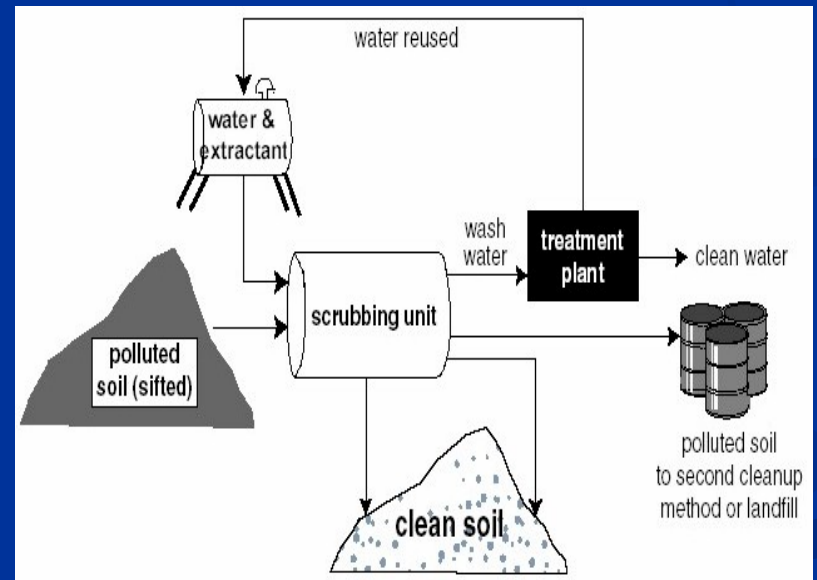 water reused
water &
extractant
wash
water
treatment
plant
clean water
scrubbing unit
polluted
soil (sifted)
polluted soil
to second cleanup
method or landfill
clean soil